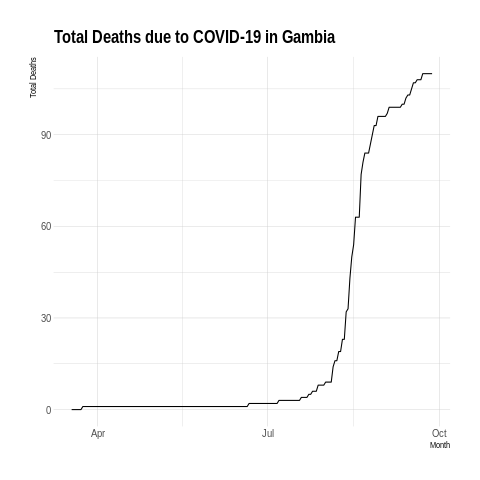 Total Deaths due to COVID-19 in Gambia
Total Deaths
90
60
30
0
Apr
Jul
Oct
Month